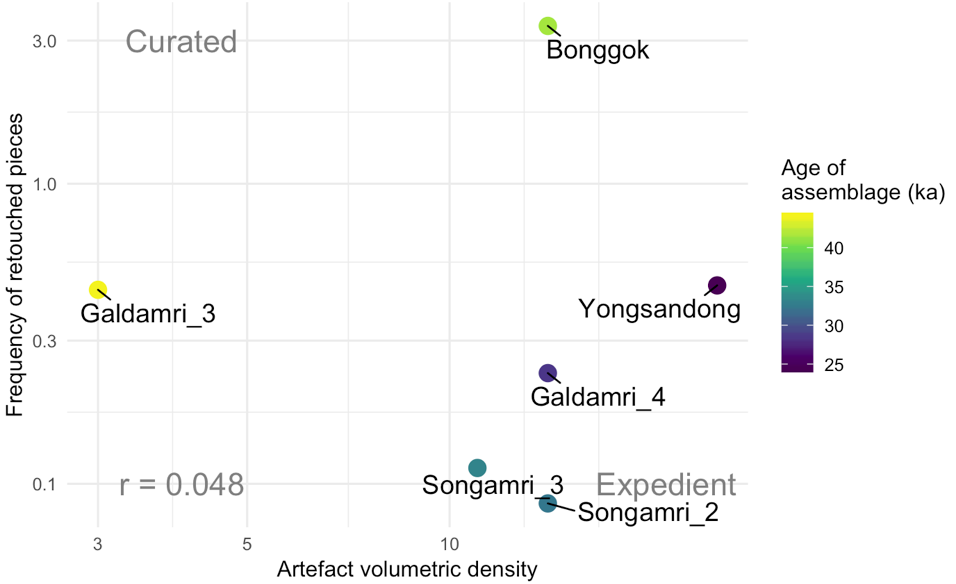 Curated
Bonggok
Galdamri_3
Yongsandong
Galdamri_4
Songamri_3
Songamri_2
r = 0.048
Expedient
3.0
1.0
0.3
0.1
3
5
10
Frequency of retouched pieces
Artefact volumetric density
Age of
assemblage (ka)
40
35
30
25